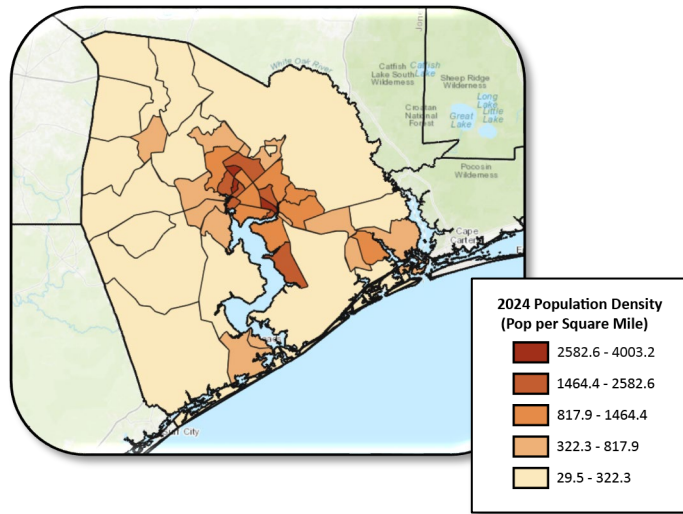 White Oak River
Catfish
Lake South
Wilderness
Catfish
Lake
Sheep Ridge
Wilderness
Long
Lake
Little
Lake
Croatan
National
Forest
Great
Lake
Pocosin
Wilderness
Cape
Carter
City
2024 Population Density
(Pop per Square Mile)
2582.6 - 4003.2
1464.4 - 2582.6
817.9 - 1464.4
322.3 - 817.9
29.5 - 322.3